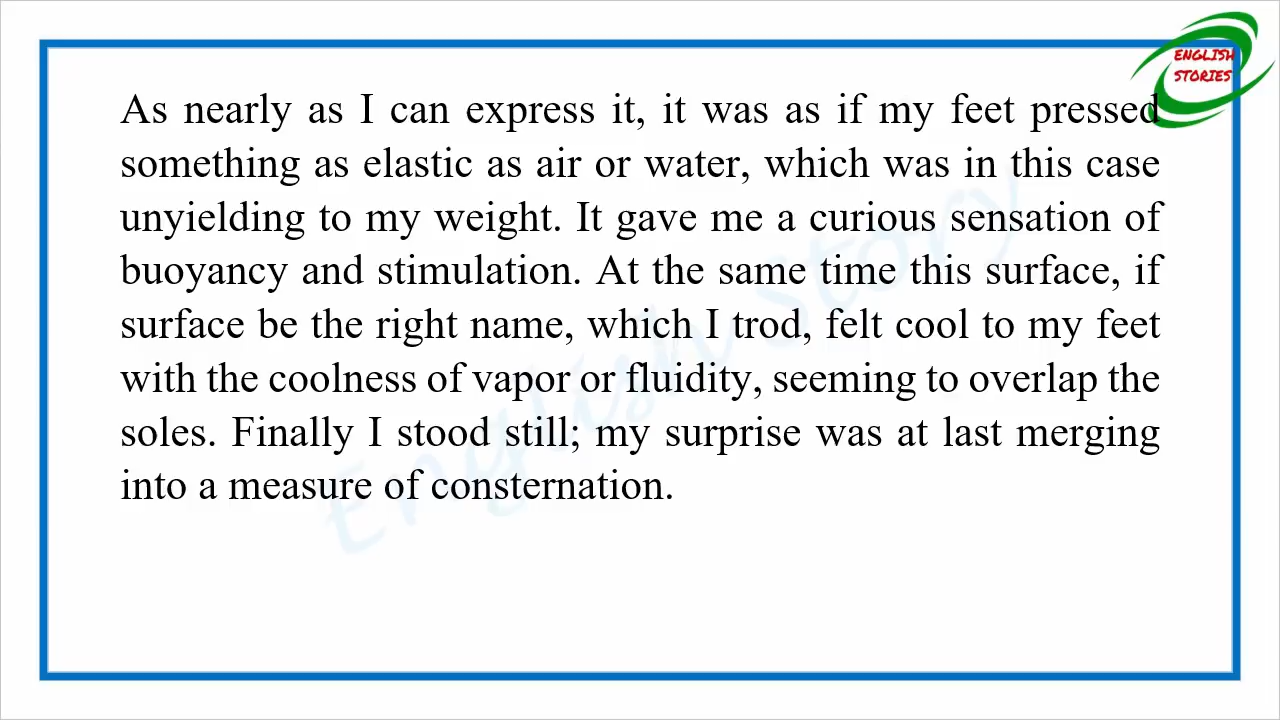 ENGLISH
STORIES
As nearly as I can express it, it was as if my feet pressed
something as elastic as air or water, which was in this case
unyielding to my weight. It gave me a curious sensation of
buoyancy and stimulation. At the same time this surface, if
surface be the right name, which I trod, felt cool to my feet
with the coolness of vapor or fluidity, seeming to overlap the
soles. Finally I stood still; my surprise was at last merging
into a measure of consternation.
English Story